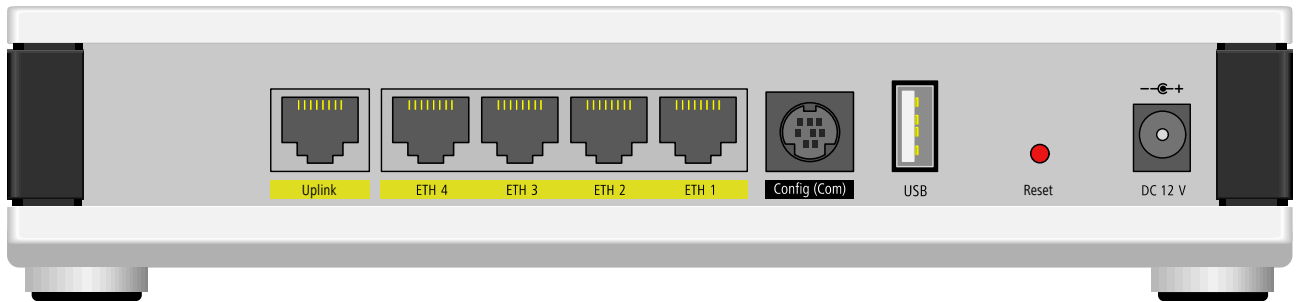 Uplink
ETH 4
ETH 3
ETH 2
ETH 1
Config (Com)
USB
Reset
DC 12 V